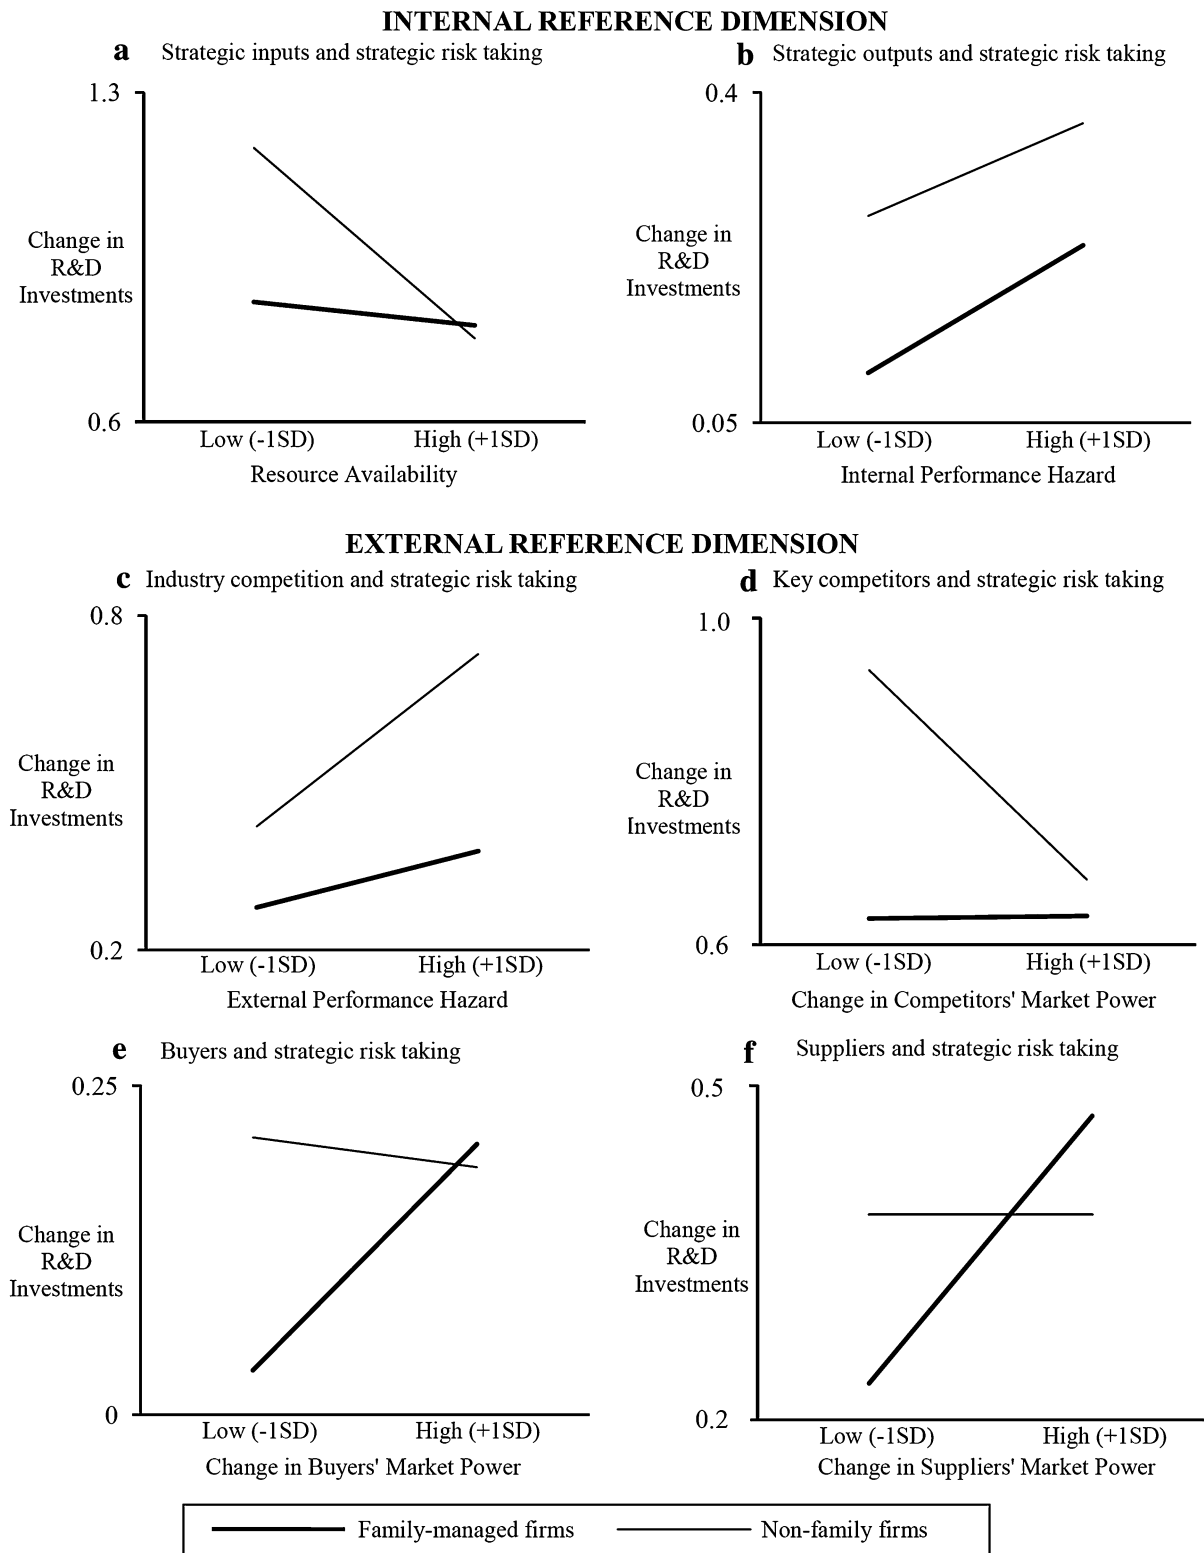 INTERNAL REFERENCE DIMENSION
a Strategic inputs and strategic risk taking
1.3
Change in
R&D
Investments
0.6
Low (-1SD) High (+1SD)
Resource Availability
b Strategic outputs and strategic risk taking
0.4
Change in
R&D
Investments
0.05
Low (-1SD) High (+1SD)
Internal Performance Hazard
EXTERNAL REFERENCE DIMENSION
c Industry competition and strategic risk taking
0.8
Change in
R&D
Investments
0.2
Low (-1SD) High (+1SD)
External Performance Hazard
d Key competitors and strategic risk taking
1.0
Change in
R&D
Investments
0.6
Low (-1SD) High (+1SD)
Change in Competitors' Market Power
e Buyers and strategic risk taking
0.25
Change in
R&D
Investments
0
Low (-1SD) High (+1SD)
Change in Buyers' Market Power
f Suppliers and strategic risk taking
0.5
Change in
R&D
Investments
0.2
Low (-1SD) High (+1SD)
Change in Suppliers' Market Power
Family-managed firms Non-family firms